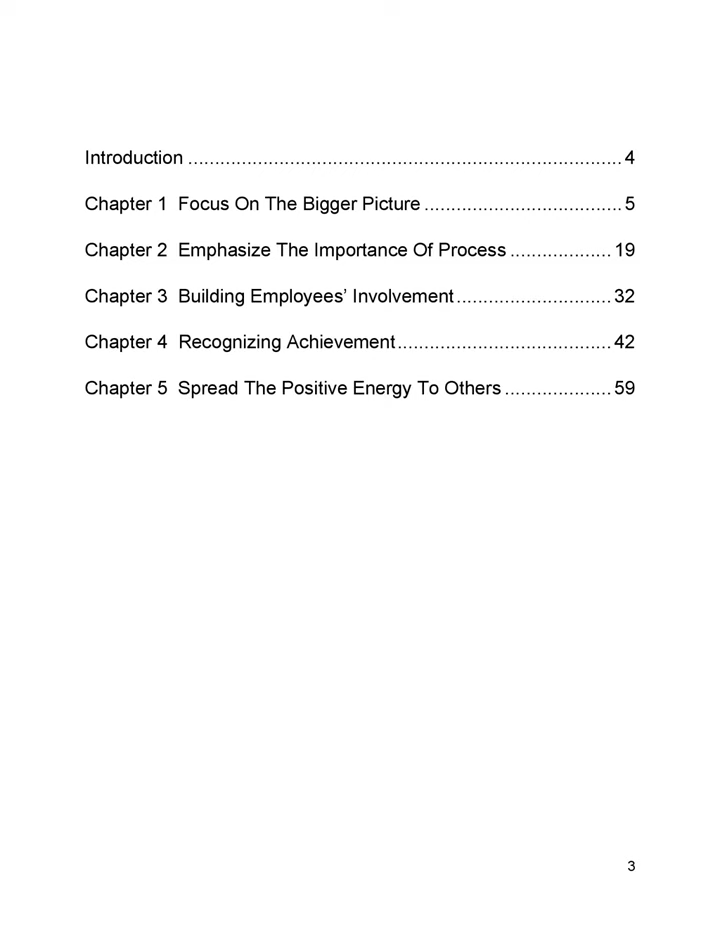 Introduction .................................................................................. 4
Chapter 1  Focus On The Bigger Picture ..................................... 5
Chapter 2  Emphasize The Importance Of Process ................... 19
Chapter 3  Building Employees’ Involvement ............................. 32
Chapter 4  Recognizing Achievement ........................................ 42
Chapter 5  Spread The Positive Energy To Others .................... 59
3